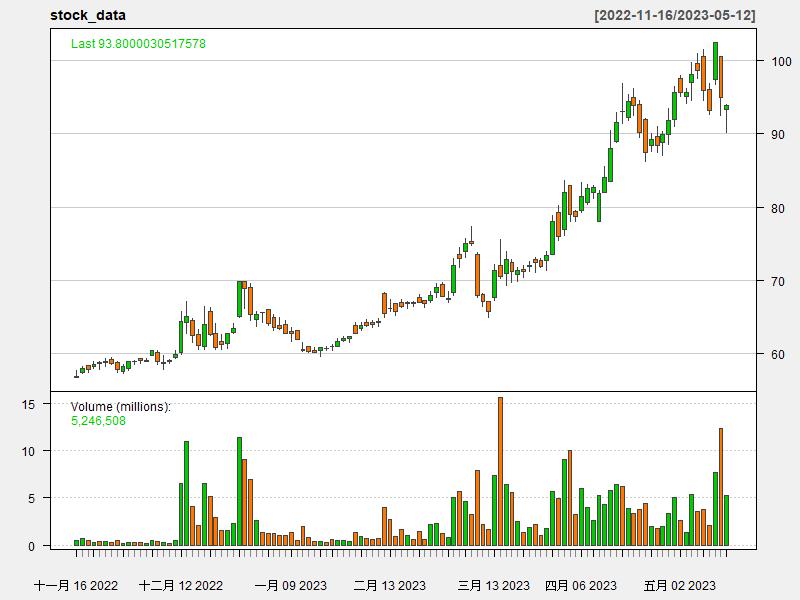 stock_data [2022-11-16/2023-05-12]
Last 93.8000030517578
100
90
80
70
60
Volume (millions):
5,246,508
15
10
5
0
十一月 16 2022 十二月 12 2022 一月 09 2023 二月 13 2023 三月 13 2023 四月 06 2023 五月 02 2023